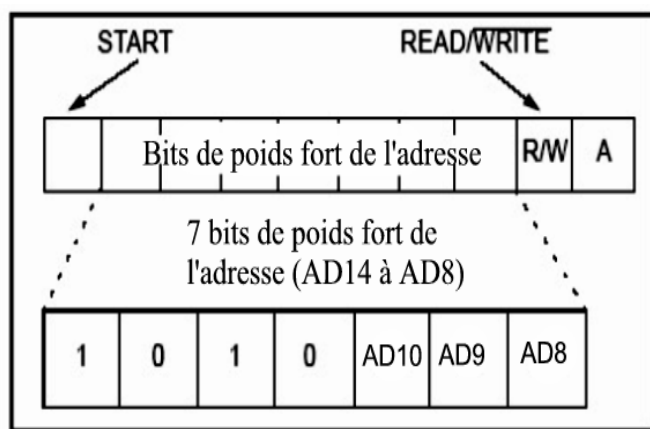 START READ/WRITE
Bits de poids fort de l'adresse R/W A
7 bits de poids fort de
l'adresse (AD14 à AD8)
1 0 1 0 AD10 AD9 AD8